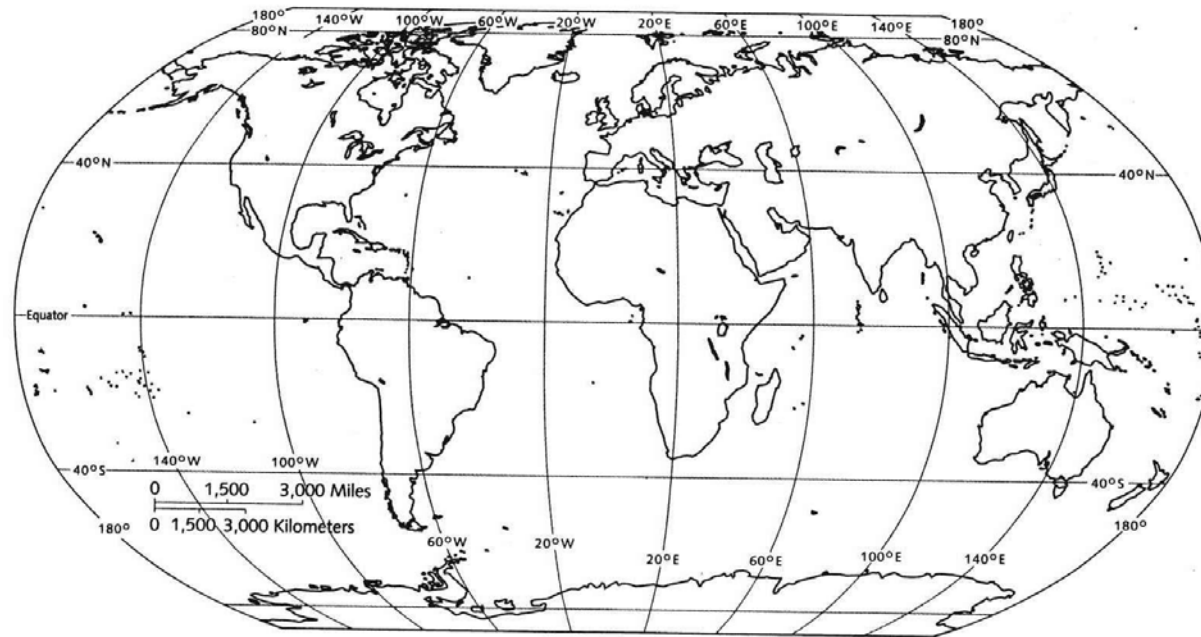 180° 140°W 100°W 60°W 20°W 20°E 60°E 100°E 140°E 180°
80°N 80°N
40°N 40°N
Equator
40°S 140°W 100°W 40°S
0 1,500 3,000 Miles
0 1,500 3,000 Kilometers
180° 180°
60°W 20°W 20°E 60°E 100°E 140°E